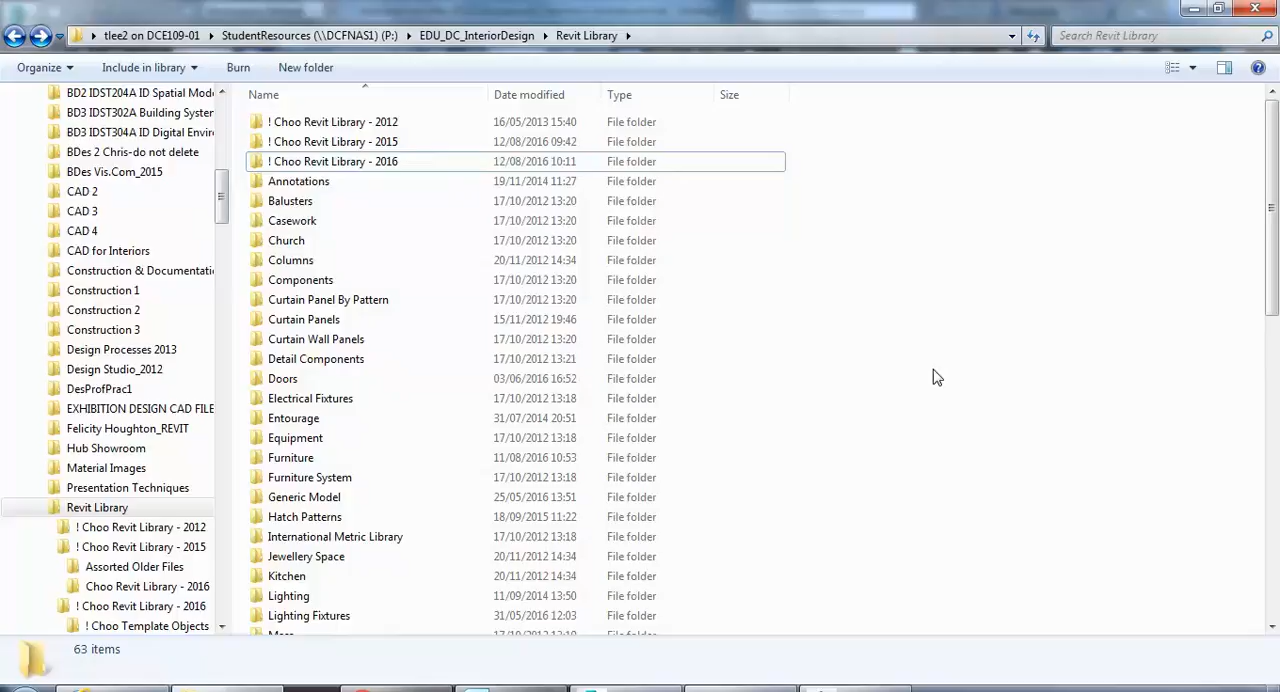 tlee2 on DCE109-01 StudentResources (\\DCFNAS1) (P:) EDU_DC_InteriorDesign Revit Library Search Revit Library
Organize Include in library Burn New folder
Name Date modified Type Size
BD2 IDST204A ID Spatial Mode
BD3 IDST304A Building System
BD3 IDST304A ID Digital Envir
BDes 2 Chris-do not delete
BDes Vis.Com_2015
CAD 2
CAD 3
CAD 4
CAD for Interiors
Construction & Documentati
Construction 1
Construction 2
Construction 3
Design Processes 2013
Design Studio_2012
DesProfPrac1
EXHIBITION DESIGN CAD FILE
Felicity Houghton_REVIT
Hub Showroom
Material Images
Presentation Techniques
Revit Library
! Choo Revit Library - 2012
! Choo Revit Library - 2015
Assorted Older Files
Choo Revit Library - 2016
! Choo Revit Library - 2016
! Choo Template Objects
! Choo Revit Library - 2012 16/05/2013 15:40 File folder
! Choo Revit Library - 2015 12/08/2016 09:42 File folder
! Choo Revit Library - 2016 12/08/2016 10:11 File folder
Annotations 19/11/2014 11:27 File folder
Balusters 17/10/2012 13:20 File folder
Casework 17/10/2012 13:20 File folder
Church 17/10/2012 13:20 File folder
Columns 20/11/2012 14:34 File folder
Components 17/10/2012 13:20 File folder
Curtain Panel By Pattern 17/10/2012 13:20 File folder
Curtain Panels 15/11/2012 19:46 File folder
Curtain Wall Panels 17/10/2012 13:20 File folder
Detail Components 17/10/2012 13:21 File folder
Doors 03/06/2016 16:52 File folder
Electrical Fixtures 17/10/2012 13:18 File folder
Entourage 31/07/2014 20:51 File folder
Equipment 17/10/2012 13:18 File folder
Furniture 11/08/2016 10:53 File folder
Furniture System 17/10/2012 13:18 File folder
Generic Model 25/05/2016 13:51 File folder
Hatch Patterns 18/09/2015 11:22 File folder
International Metric Library 17/10/2012 13:18 File folder
Jewellery Space 20/11/2012 14:34 File folder
Kitchen 20/11/2012 14:34 File folder
Lighting 11/09/2014 13:50 File folder
Lighting Fixtures 31/05/2016 12:03 File folder
63 items